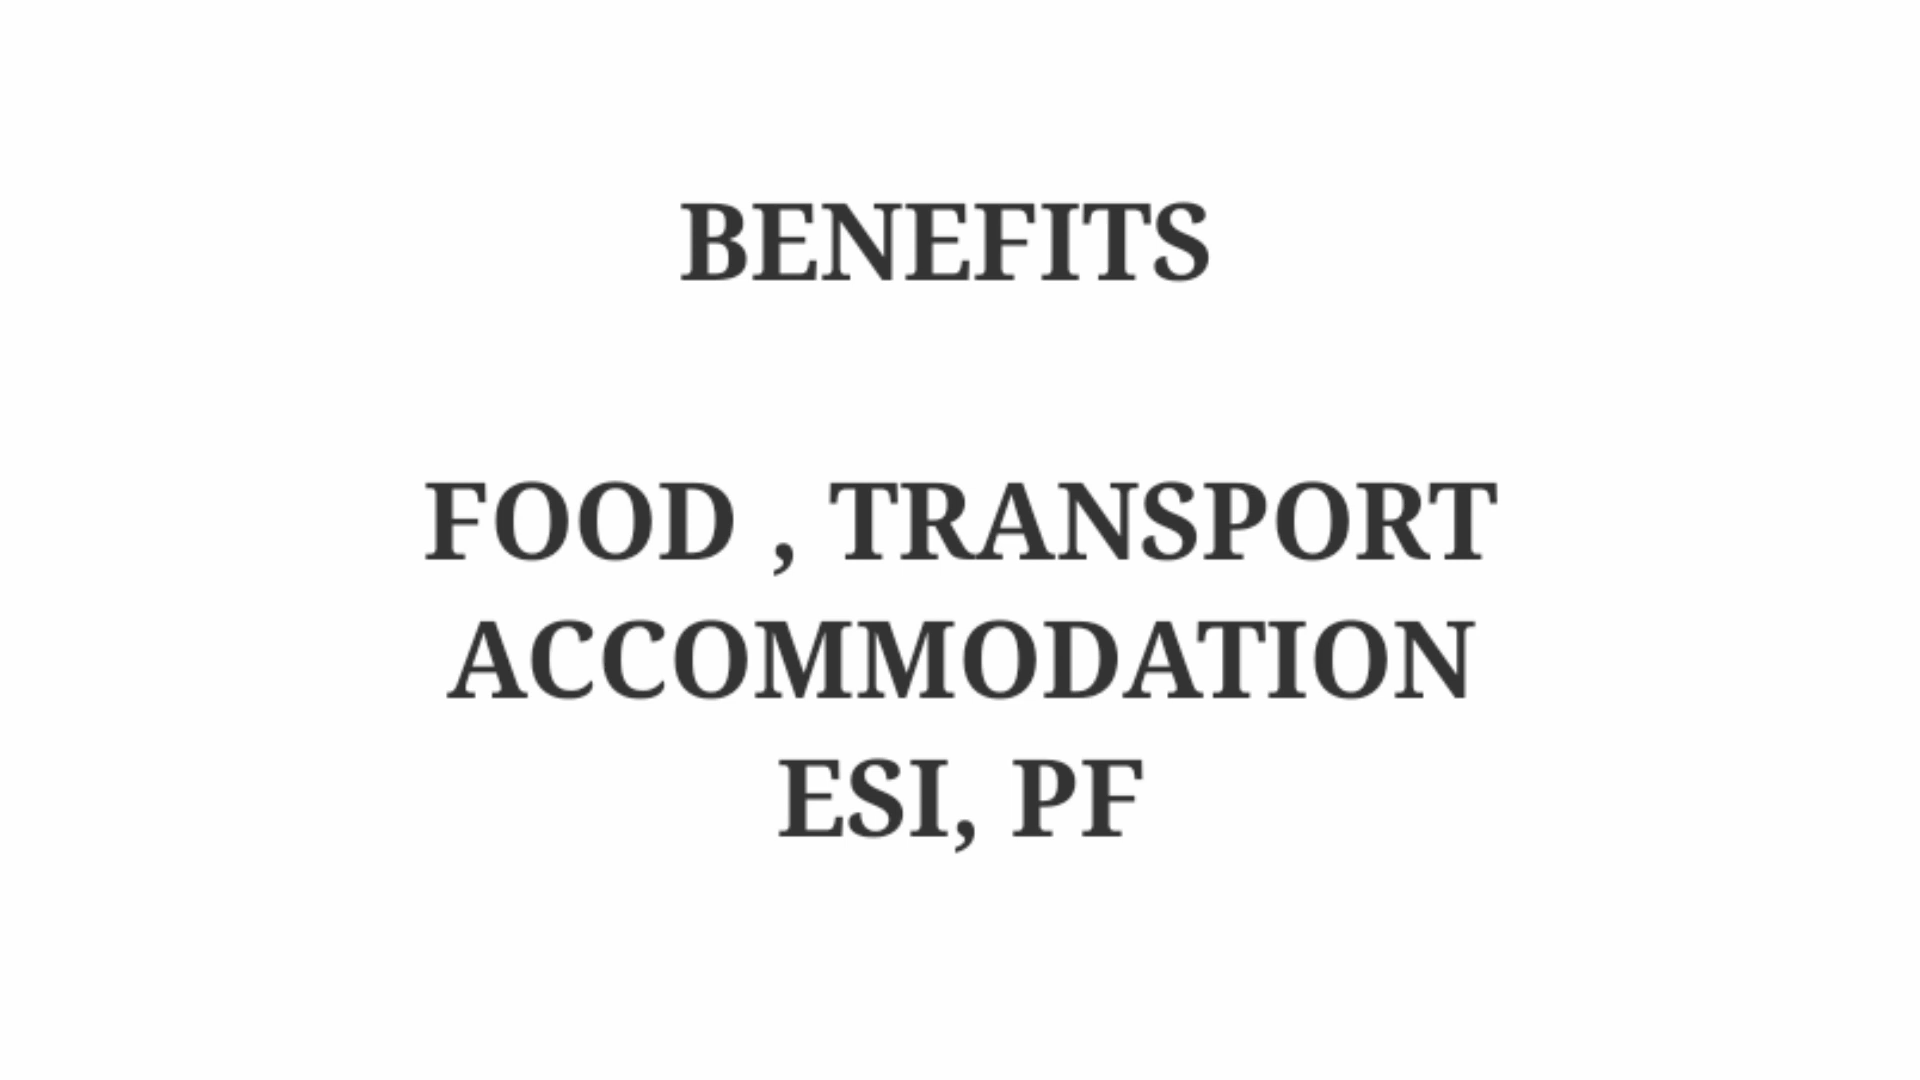 BENEFITS
FOOD , TRANSPORT
ACCOMMODATION
ESI, PF